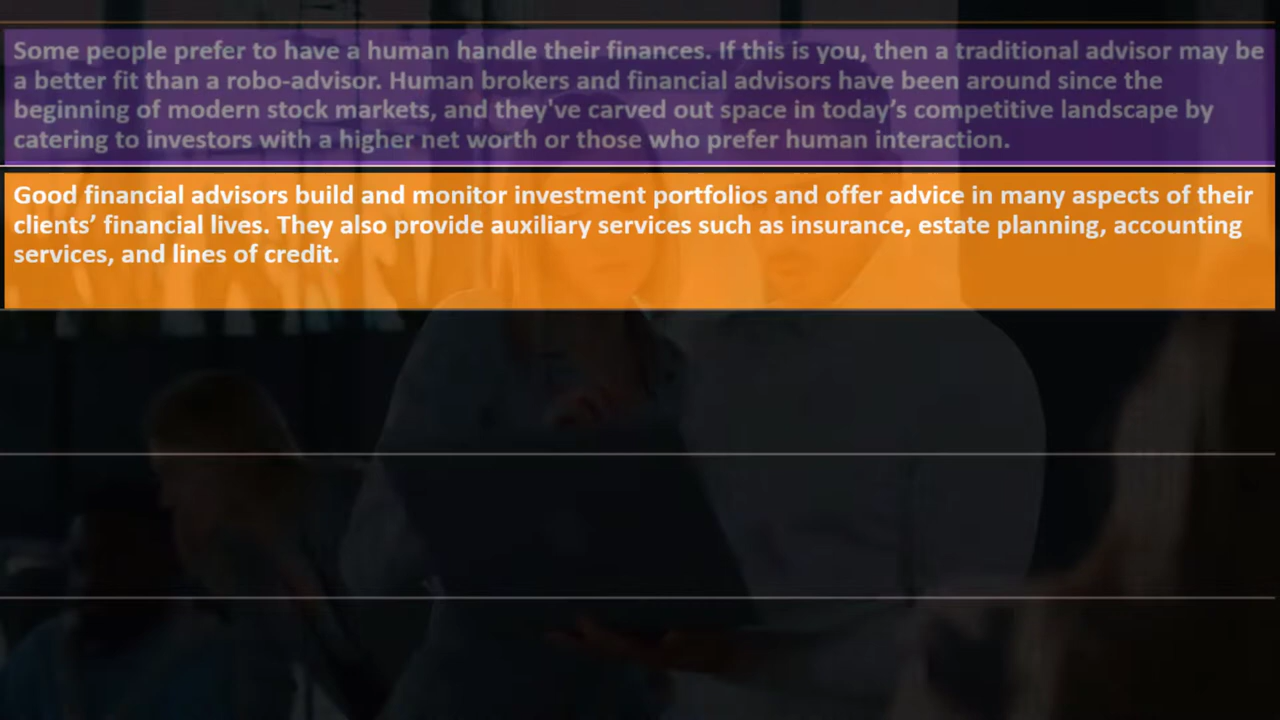 Some people prefer to have a human handle their finances. If this is you, then a traditional advisor may be
a better fit than a robo-advisor. Human brokers and financial advisors have been around since the
beginning of modern stock markets, and they've carved out space in today’s competitive landscape by
catering to investors with a higher net worth or those who prefer human interaction.
Good financial advisors build and monitor investment portfolios and offer advice in many aspects of their
clients’ financial lives. They also provide auxiliary services such as insurance, estate planning, accounting
services, and lines of credit.